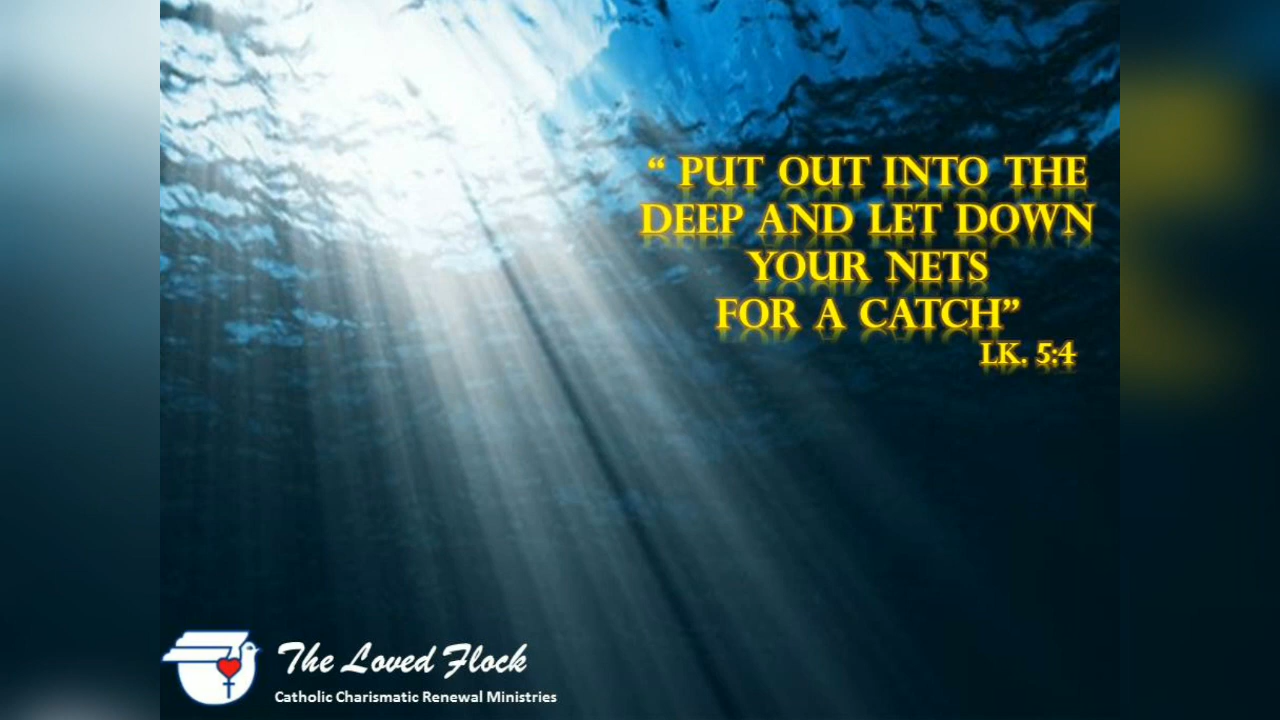 “ PUT OUT INTO THE
DEEP AND LET DOWN
YOUR NETS
FOR A CATCH”
LK. 5:4
The Loved Flock
Catholic Charismatic Renewal Ministries